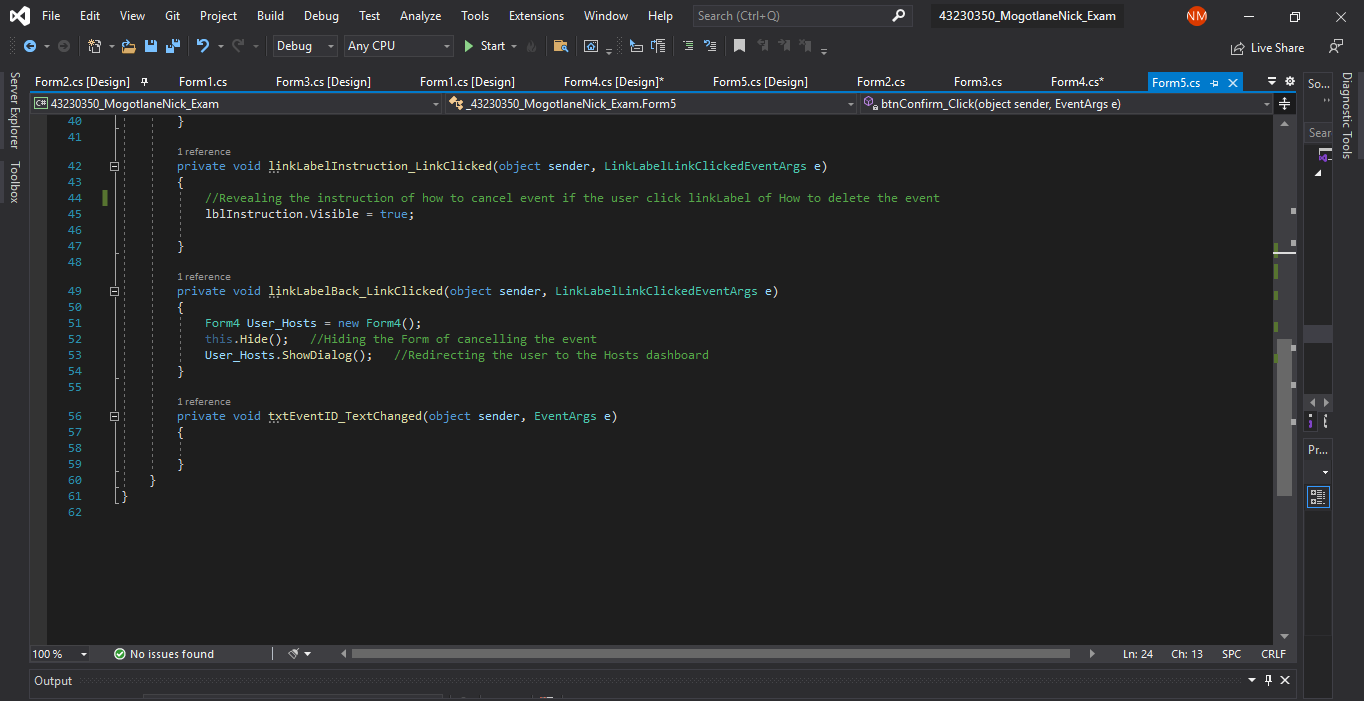 File Edit View Git Project Build Debug Test Analyze Tools Extensions Window Help Search (Ctrl+Q) 43230350_MogotlaneNick_Exam NM
Debug Any CPU Start Live Share
Form2.cs [Design] Form1.cs Form3.cs [Design] Form1.cs [Design] Form4.cs [Design]* Form5.cs [Design] Form2.cs Form3.cs Form4.cs* Form5.cs So...
C# 43230350_MogotlaneNick_Exam _43230350_MogotlaneNick_Exam.Form5 btnConfirm_Click(object sender, EventArgs e)
Server Explorer
Toolbox
Diagnostic Tools
Sear
Pr...
40 }
41
1 reference
42 private void linkLabelInstruction_LinkClicked(object sender, LinkLabelLinkClickedEventArgs e)
43 {
44 //Revealing the instruction of how to cancel event if the user click linkLabel of How to delete the event
45 lblInstruction.Visible = true;
46
47 }
48
1 reference
49 private void linkLabelBack_LinkClicked(object sender, LinkLabelLinkClickedEventArgs e)
50 {
51 Form4 User_Hosts = new Form4();
52 this.Hide(); //Hiding the Form of cancelling the event
53 User_Hosts.ShowDialog(); //Redirecting the user to the Hosts dashboard
54 }
55
1 reference
56 private void txtEventID_TextChanged(object sender, EventArgs e)
57 {
58
59 }
60 }
61 }
62
100 % No issues found Ln: 24 Ch: 13 SPC CRLF
Output